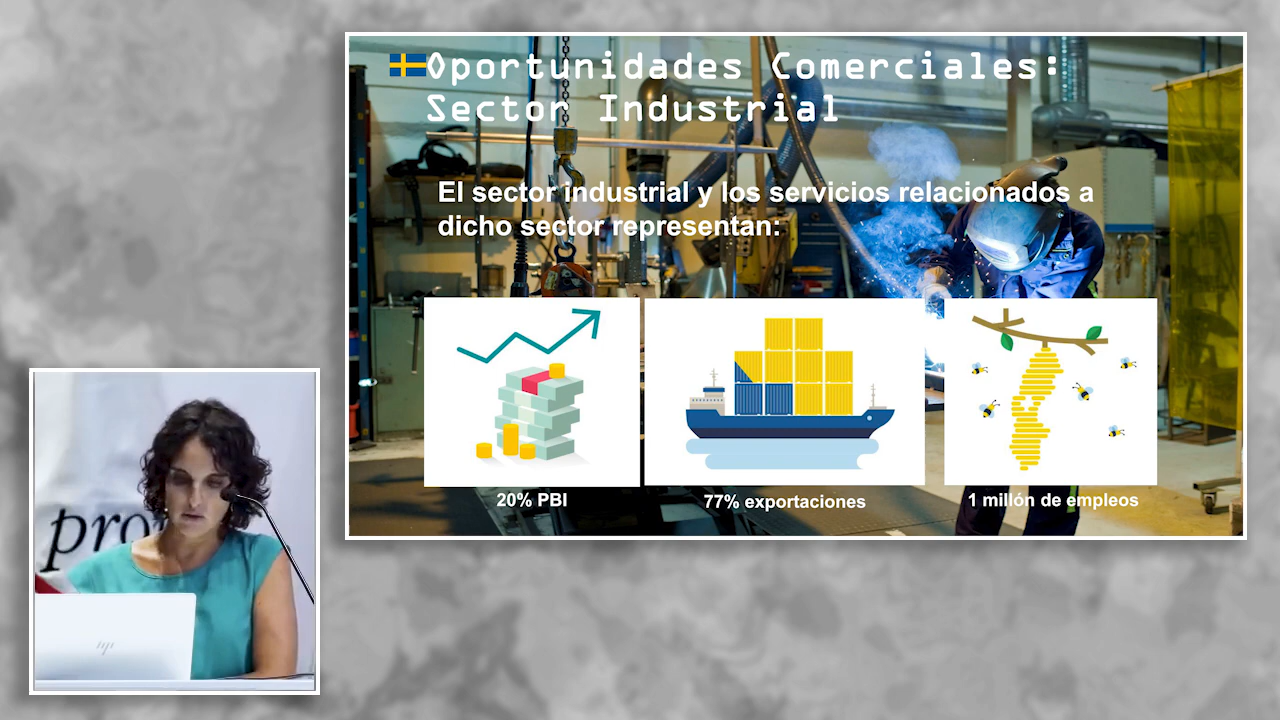 Oportunidades Comerciales:
Sector Industrial
El sector industrial y los servicios relacionados a
dicho sector representan:
20% PBI
77% exportaciones
1 millón de empleos
hp